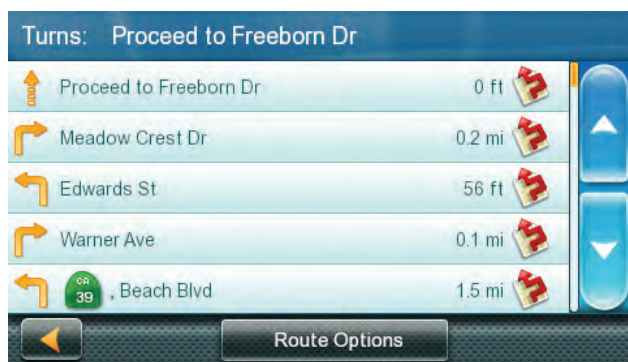 Turns: Proceed to Freeborn Dr
Proceed to Freeborn Dr 0 ft
Meadow Crest Dr 0.2 mi
Edwards St 56 ft
Warner Ave 0.1 mi
CA 39 , Beach Blvd 1.5 mi
Route Options